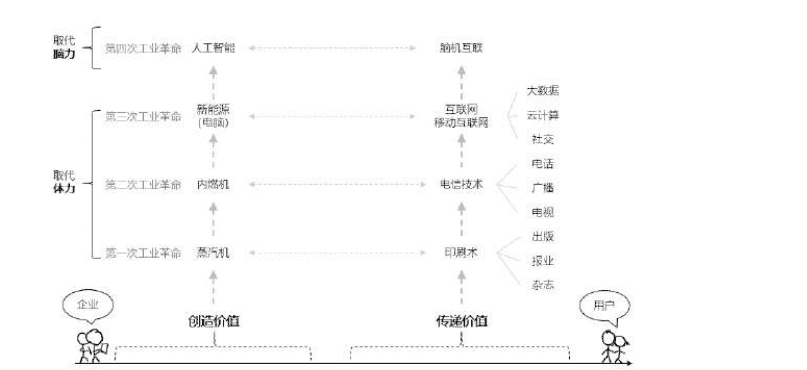 取代
脑力
第四次工业革命 人工智能 脑机互联
大数据
第三次工业革命 新能源 (电脑) 互联网 移动互联网
云计算
社交
电话
取代
体力
第二次工业革命 内燃机 电信技术
广播
电视
出版
第一次工业革命 蒸汽机 印刷术
报业
杂志
企业
用户
创造价值 传递价值